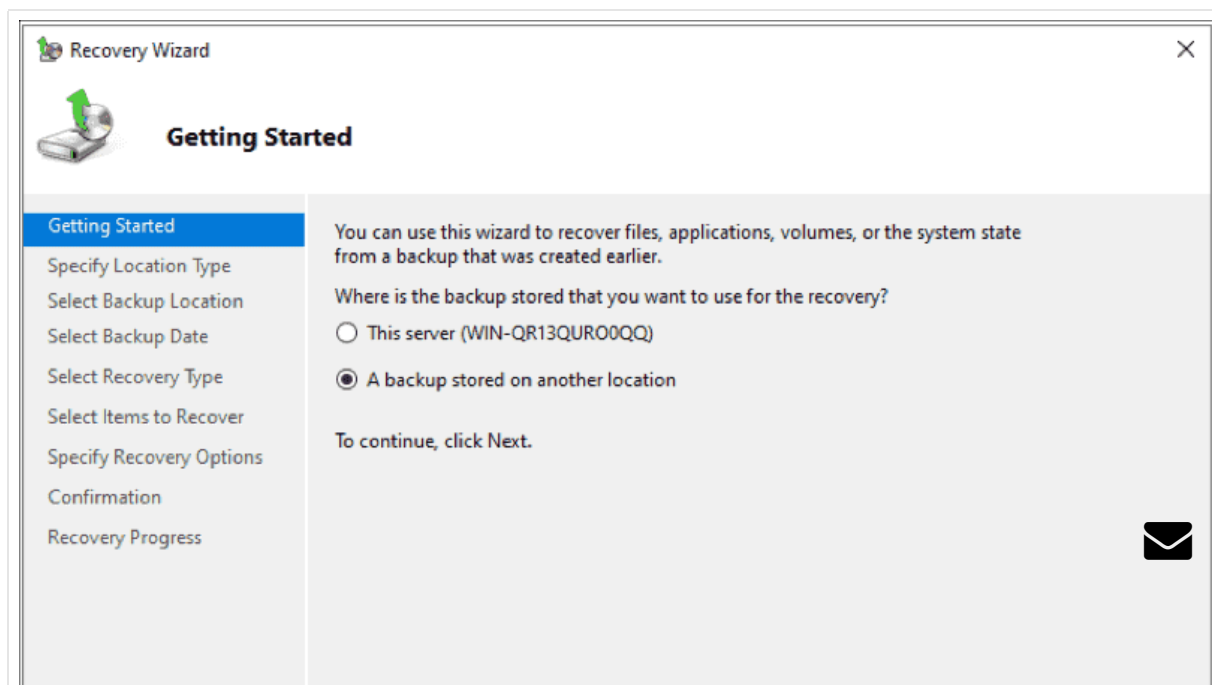 Recovery Wizard
Getting Started
Getting Started
Specify Location Type
Select Backup Location
Select Backup Date
Select Recovery Type
Select Items to Recover
Specify Recovery Options
Confirmation
Recovery Progress
You can use this wizard to recover files, applications, volumes, or the system state
from a backup that was created earlier.
Where is the backup stored that you want to use for the recovery?
This server (WIN-QR13QURO0QQ)
A backup stored on another location
To continue, click Next.